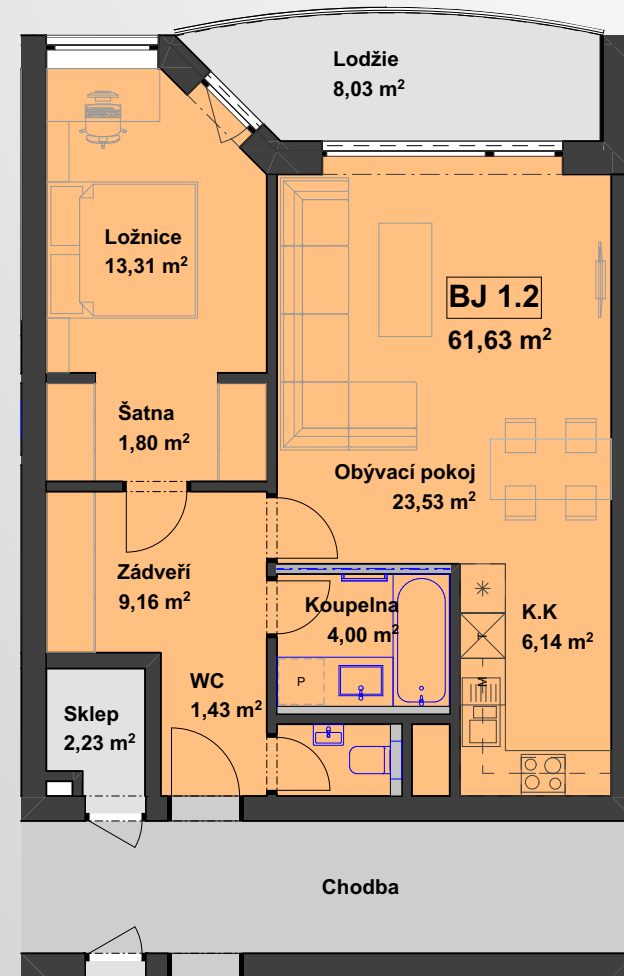 Lodžie
8,03 m²
Ložnice
13,31 m²
BJ 1.2
61,63 m²
Šatna
1,80 m²
Obývací pokoj
23,53 m²
Zádveří
9,16 m²
Koupelna
4,00 m²
K.K
6,14 m²
T
P
M
WC
1,43 m²
Sklep
2,23 m²
Chodba